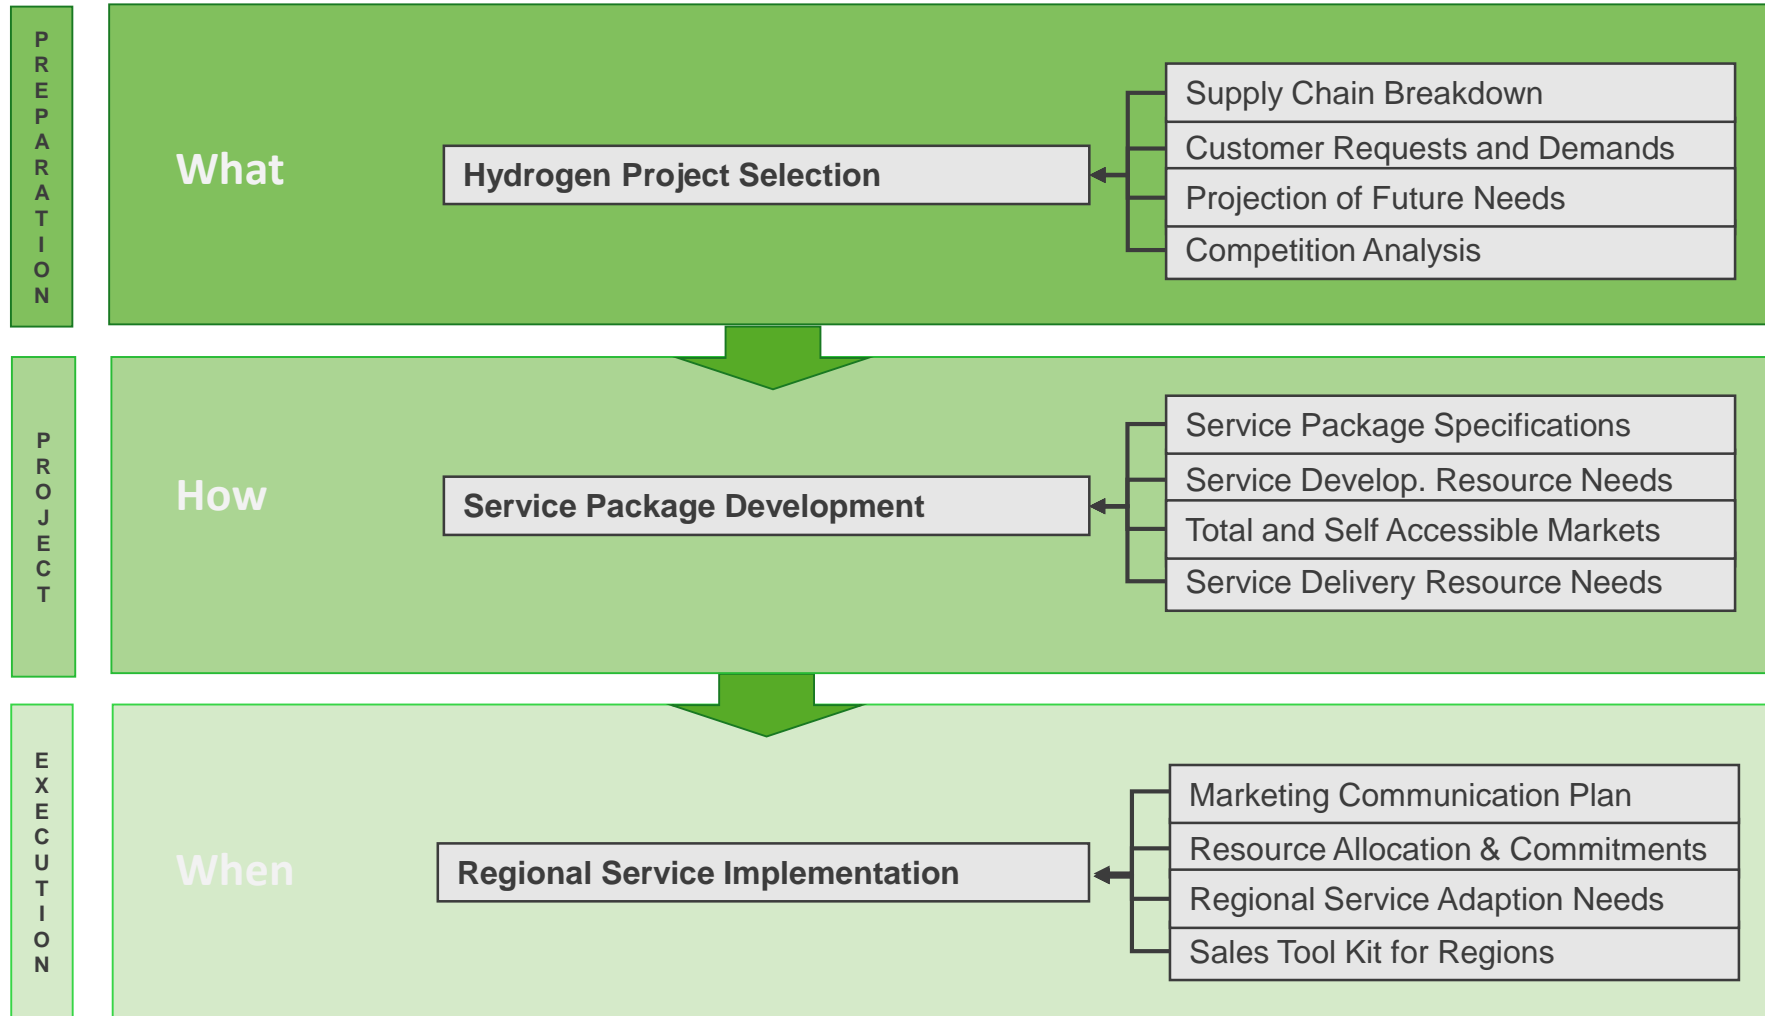 PREPARATION
What
Hydrogen Project Selection
Supply Chain Breakdown
Customer Requests and Demands
Projection of Future Needs
Competition Analysis
PROJECT
How
Service Package Development
Service Package Specifications
Service Develop. Resource Needs
Total and Self Accessible Markets
Service Delivery Resource Needs
EXECUTION
When
Regional Service Implementation
Marketing Communication Plan
Resource Allocation & Commitments
Regional Service Adaption Needs
Sales Tool Kit for Regions